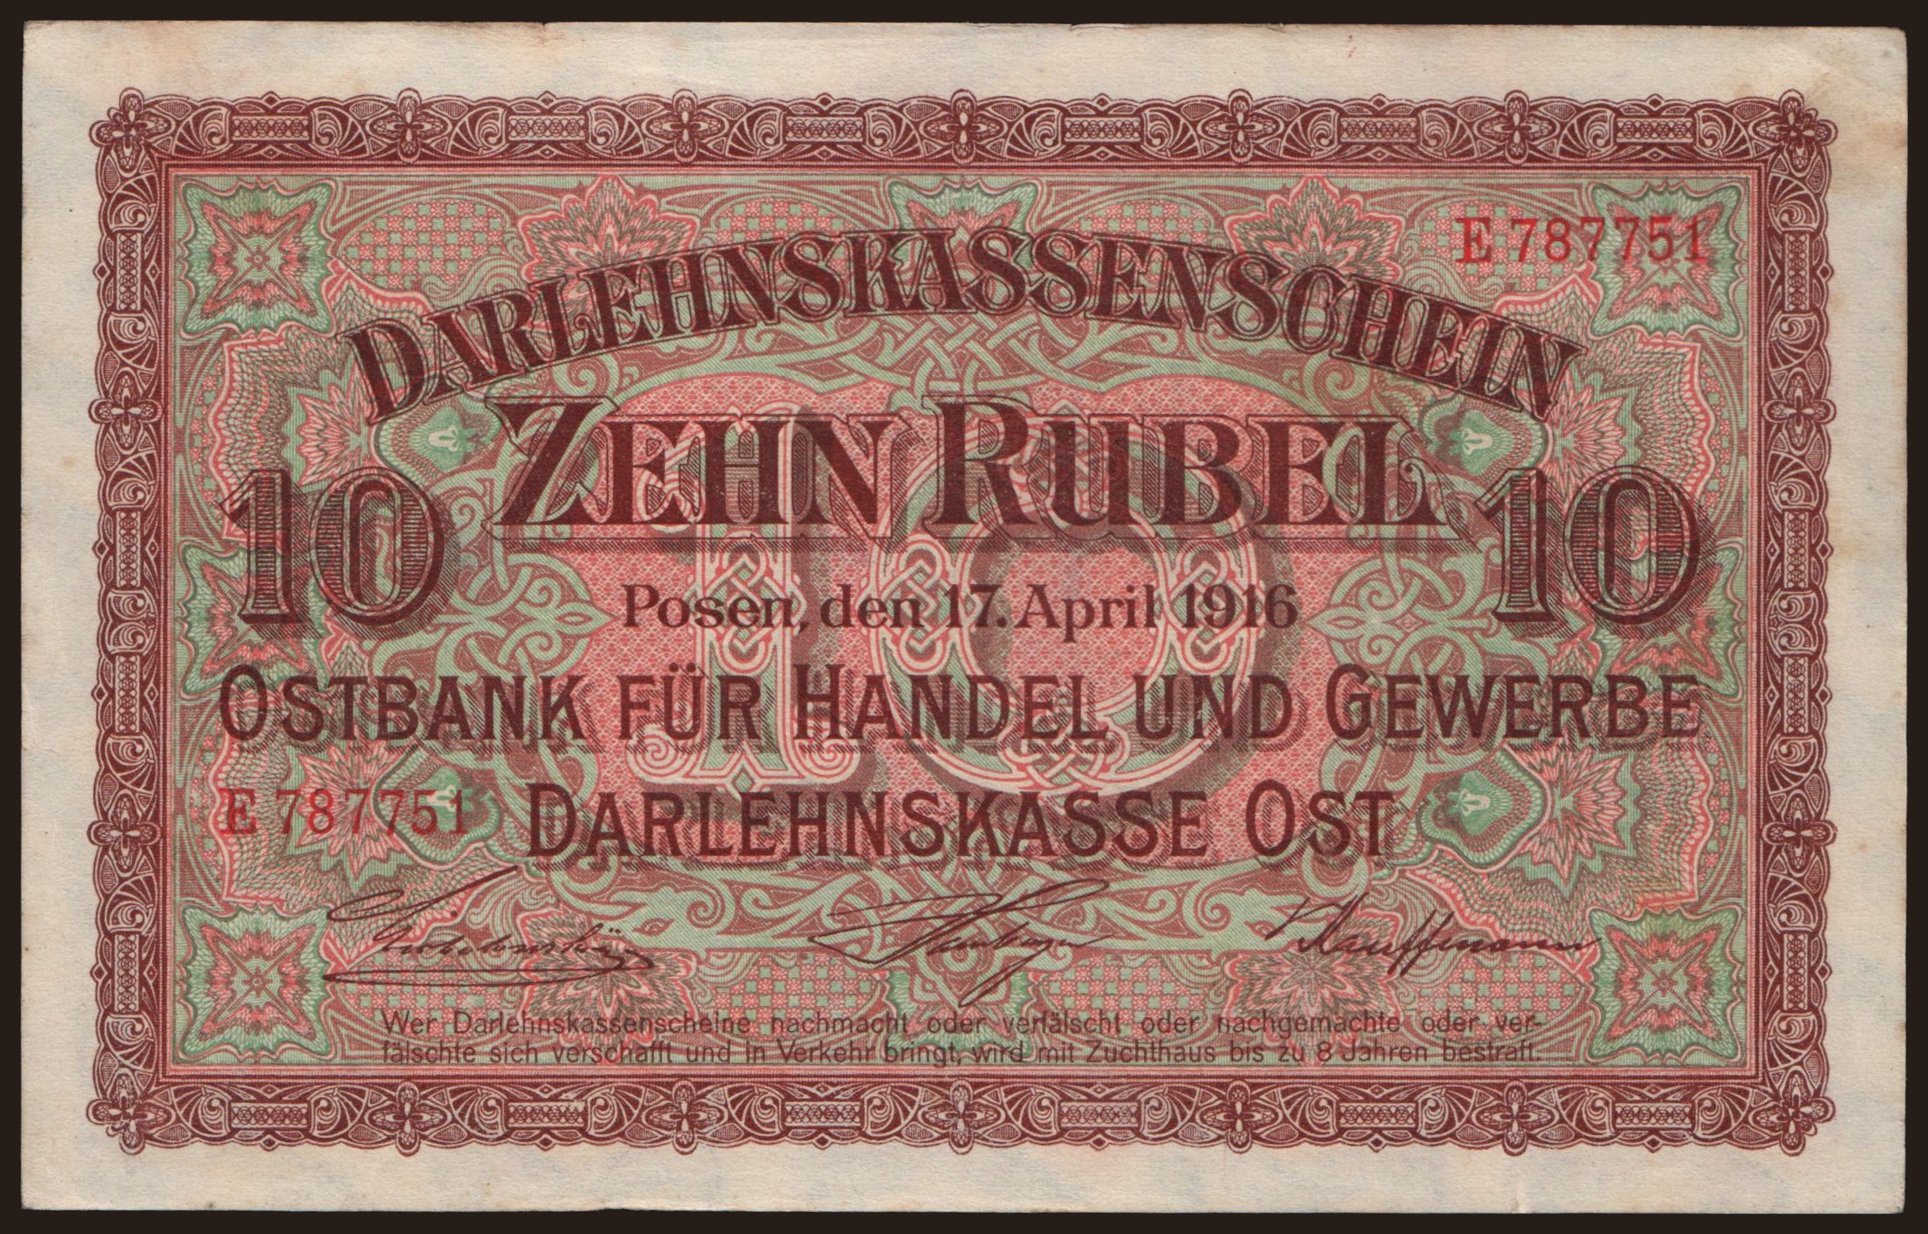 E 787751
DARLEHNSKASSENSCHEIN
ZEHN RUBEL
10 10 10
Posen, den 17. April 1916
OSTBANK FÜR HANDEL UND GEWERBE
E 787751 DARLEHNSKASSE OST
Kauffmann
Wer Darlehnskassenscheine nachmacht oder verfälscht oder nachgemachte oder ver-
fälschte sich verschafft und in Verkehr bringt, wird mit Zuchthaus bis zu 8 Jahren bestraft.